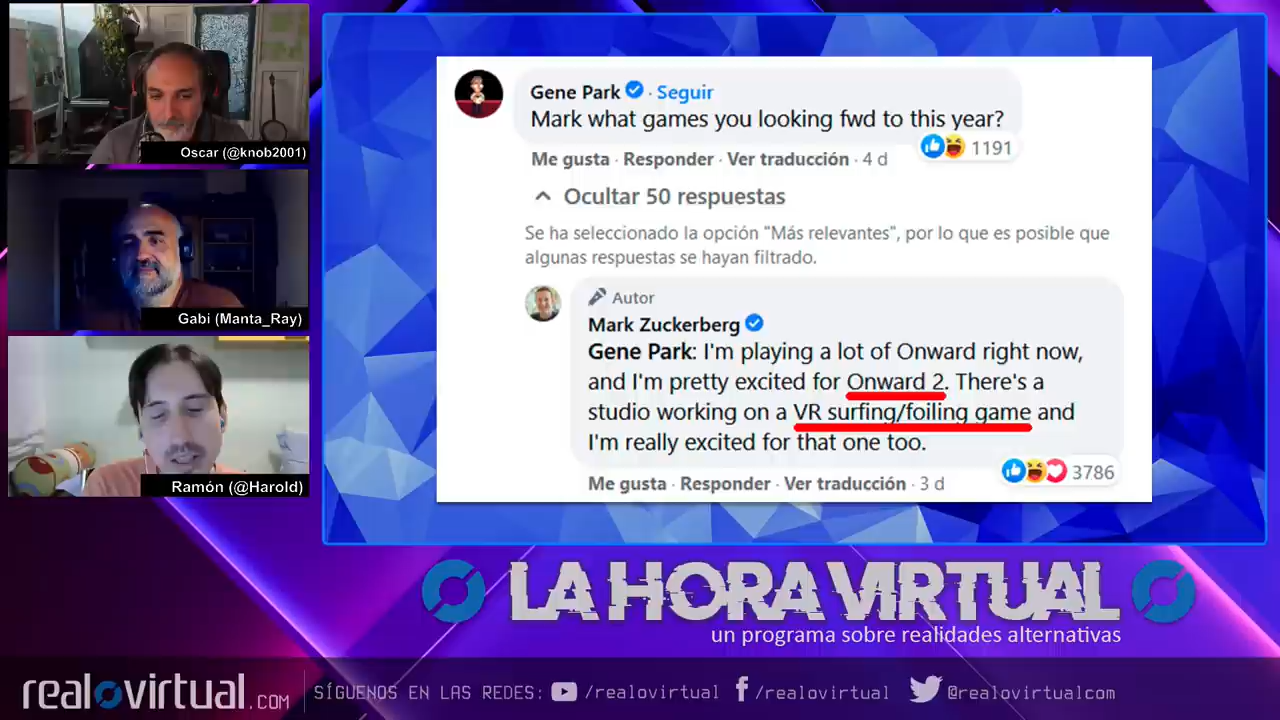 Oscar (@knob2001)
Gabi (Manta_Ray)
Ramón (@Harold)
Gene Park · Seguir
Mark what games you looking fwd to this year?
1191
Me gusta · Responder · Ver traducción · 4 d
Ocultar 50 respuestas
Se ha seleccionado la opción "Más relevantes", por lo que es posible que
algunas respuestas se hayan filtrado.
Autor
Mark Zuckerberg
Gene Park: I'm playing a lot of Onward right now,
and I'm pretty excited for Onward 2. There's a
studio working on a VR surfing/foiling game and
I'm really excited for that one too.
3786
Me gusta · Responder · Ver traducción · 3 d
LA HORA VIRTUAL
un programa sobre realidades alternativas
realovirtual.com
SÍGUENOS EN LAS REDES: /realovirtual /realovirtual @realovirtual.com